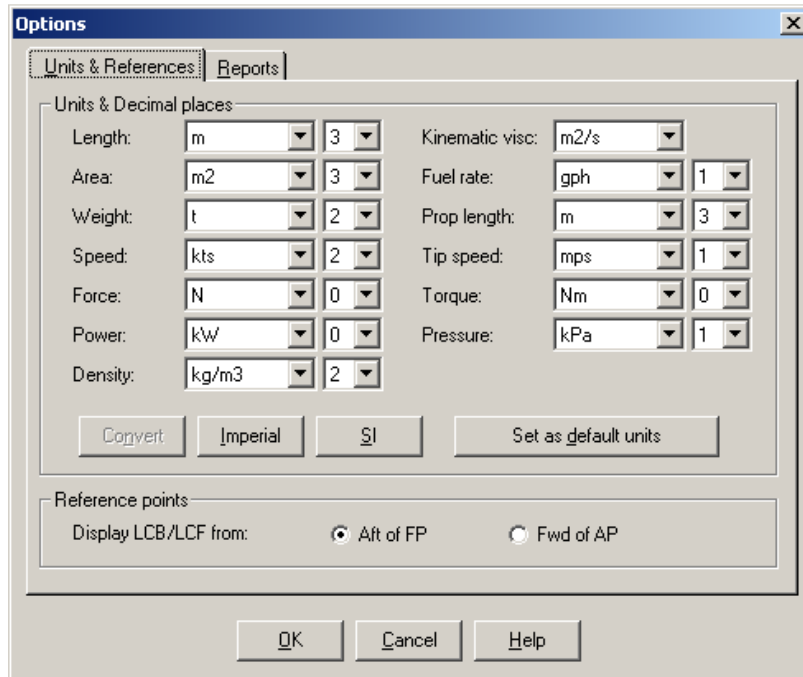 Options
Units & References Reports
Units & Decimal places
Length: m 3 Kinematic visc: m2/s
Area: m2 3 Fuel rate: gph 1
Weight: t 2 Prop length: m 3
Speed: kts 2 Tip speed: mps 1
Force: N 0 Torque: Nm 0
Power: kW 0 Pressure: kPa 1
Density: kg/m3 2
Convert Imperial SI Set as default units
Reference points
Display LCB/LCF from: Aft of FP Fwd of AP
OK Cancel Help